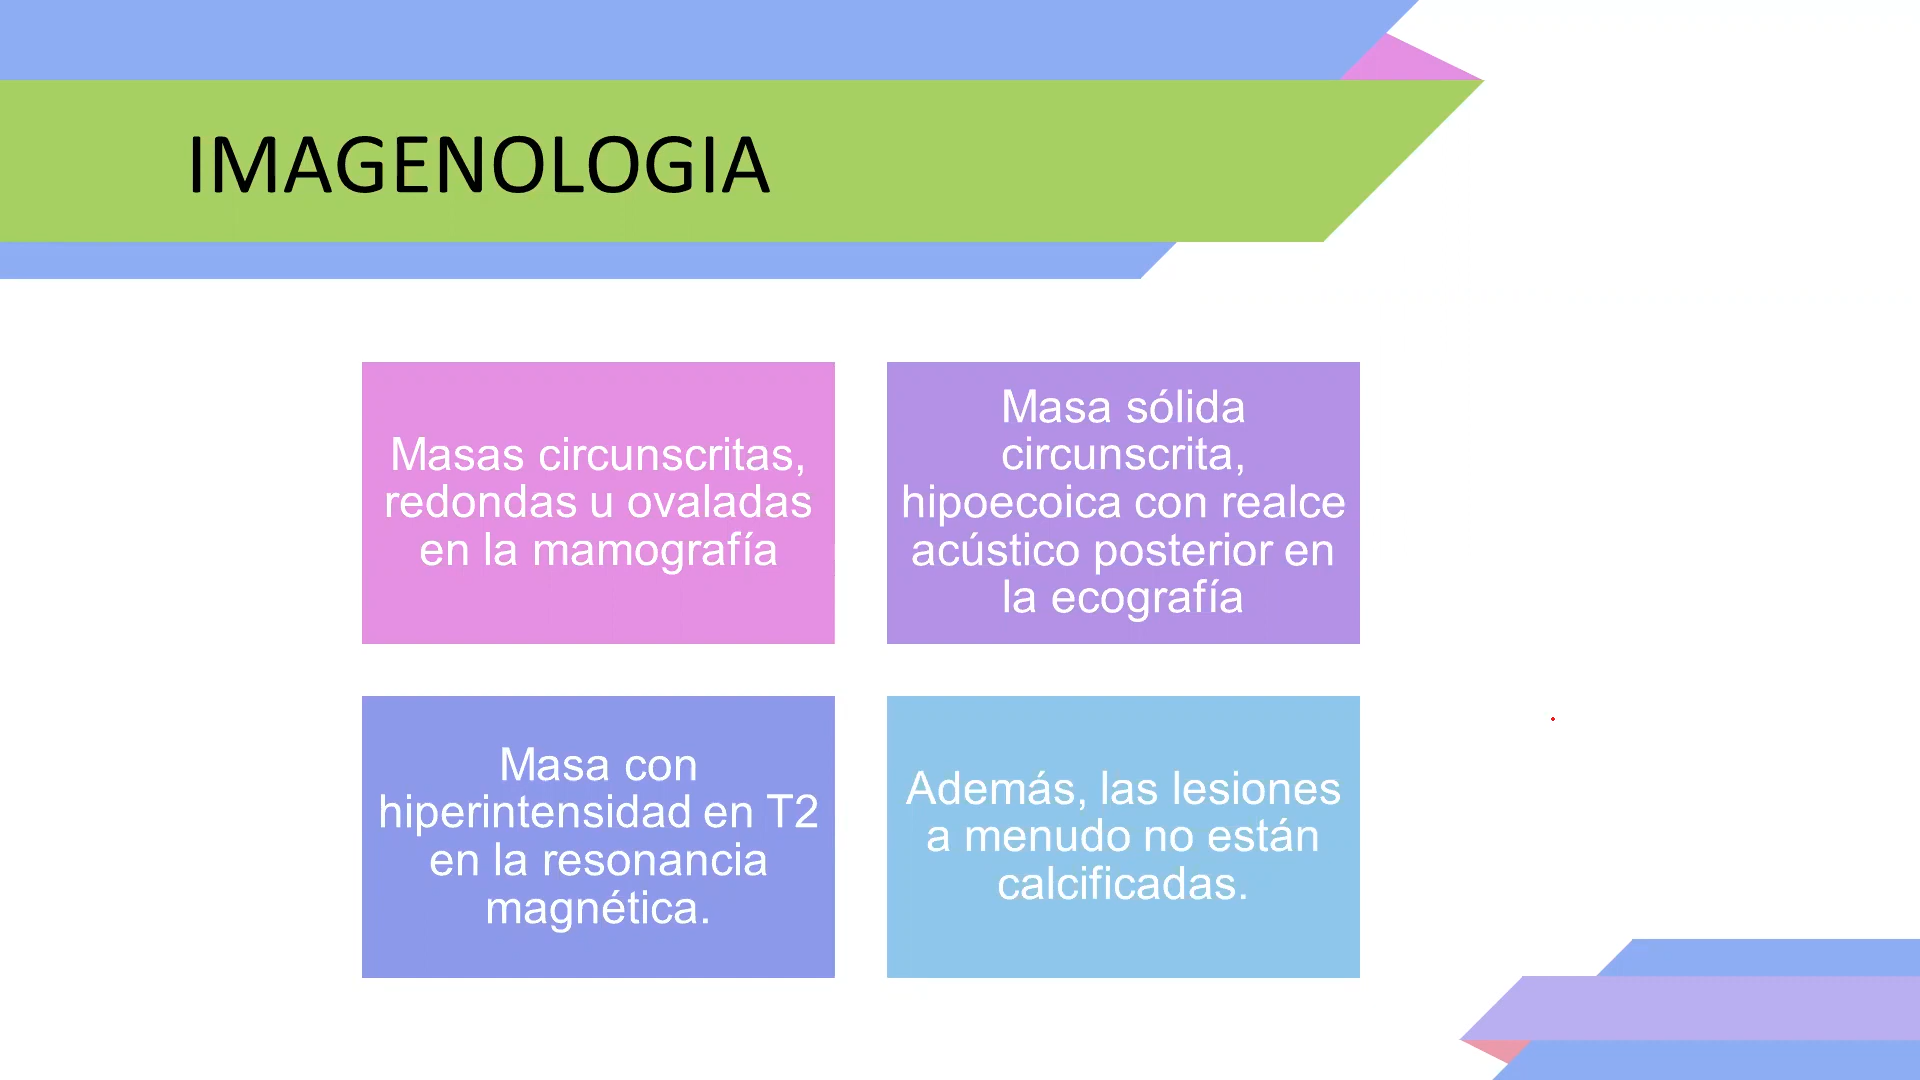 IMAGENOLOGIA
Masas circunscritas,
redondas u ovaladas
en la mamografía
Masa sólida
circunscrita,
hipoecoica con realce
acústico posterior en
la ecografía
Masa con
hiperintensidad en T2
en la resonancia
magnética.
Además, las lesiones
a menudo no están
calcificadas.